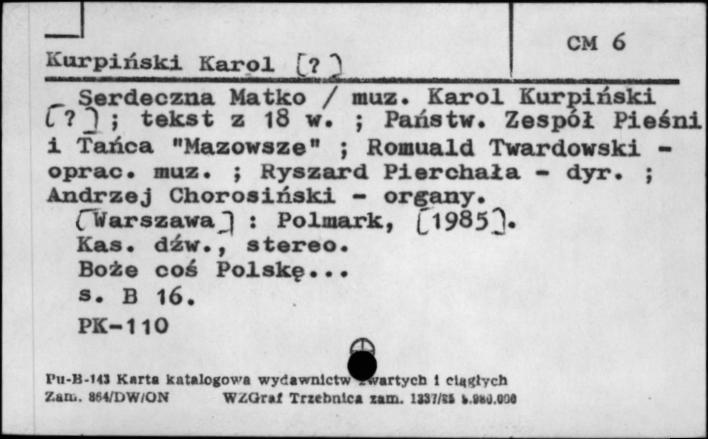 CM 6
Kurpiński Karol [?]
Serdeczna Matko / muz. Karol Kurpiński
[?] ; tekst z 18 w. ; Państw. Zespół Pieśni
i Tańca "Mazowsze" ; Romuald Twardowski -
oprac. muz. ; Ryszard Pierchała - dyr. ;
Andrzej Chorosiński - organy.
[Warszawa] : Polmark, [1985].
Kas. dźw., stereo.
Boże coś Polskę...
s. B 16.
PK-110
Pu-B-143 Karta katalogowa wydawnictw zwartych i ciągłych
Zam. 864/DW/ON WZGraf Trzebnica zam. 1337/85